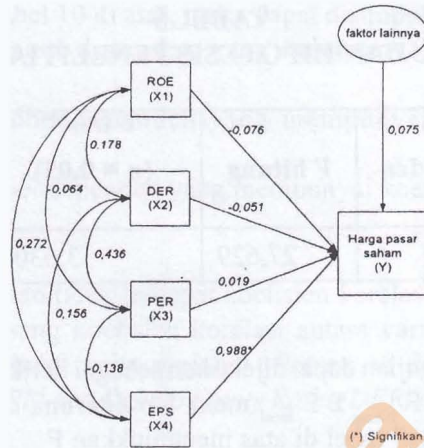 faktor lainnya
ROE
(X1)
0,178
-0,076
0,075
-0,064
DER
(X2)
-0,051
Harga pasar
saham
(Y)
0,272
0,436
0,019
0,156
PER
(X3)
-0,138
0,988*
EPS
(X4)
(*) Signifikan